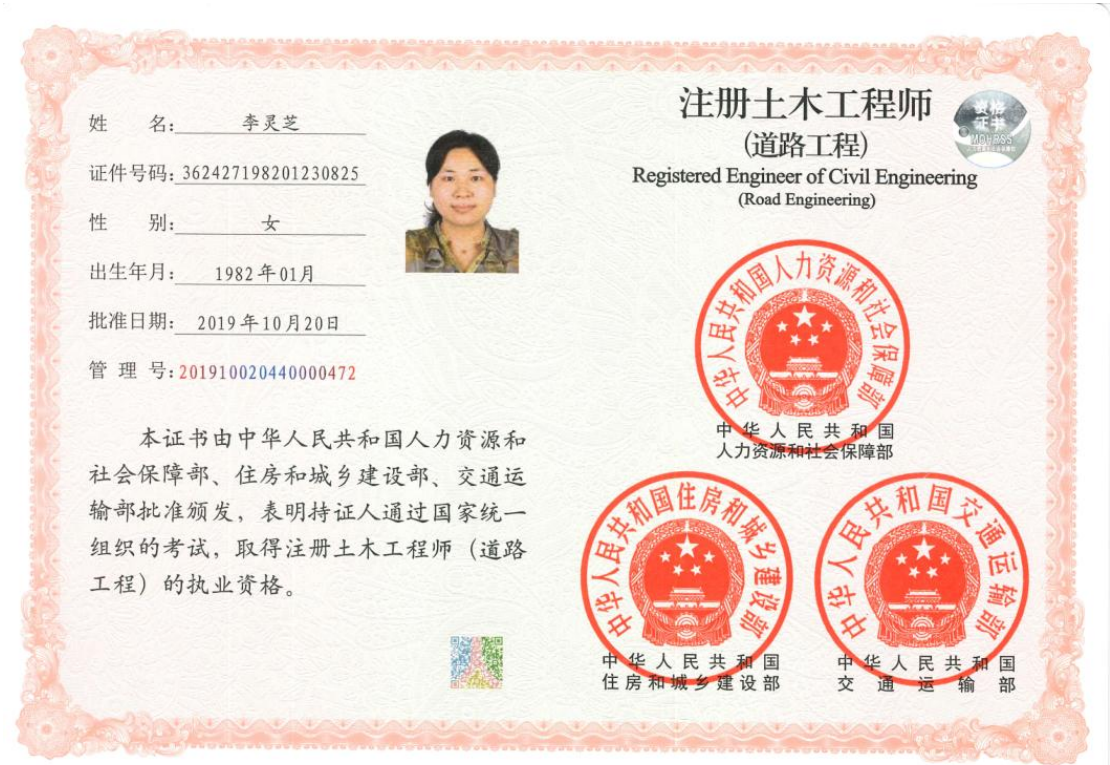 姓 名: 李灵芝
证件号码: 362427198201230825
性 别: 女
出生年月: 1982年01月
批准日期: 2019年10月20日
管 理 号: 201910020440000472
本证书由中华人民共和国人力资源和
社会保障部、住房和城乡建设部、交通运
输部批准颁发，表明持证人通过国家统一
组织的考试，取得注册土木工程师（道路
工程）的执业资格。
注册土木工程师
(道路工程)
Registered Engineer of Civil Engineering
(Road Engineering)
资格
证书
MOHRSS
中华人民共和国人力资源和社会保障部
中华人民共和国
人力资源和社会保障部
中华人民共和国住房和城乡建设部
中华人民共和国
住房和城乡建设部
中华人民共和国交通运输部
中华人民共和国
交通运输部